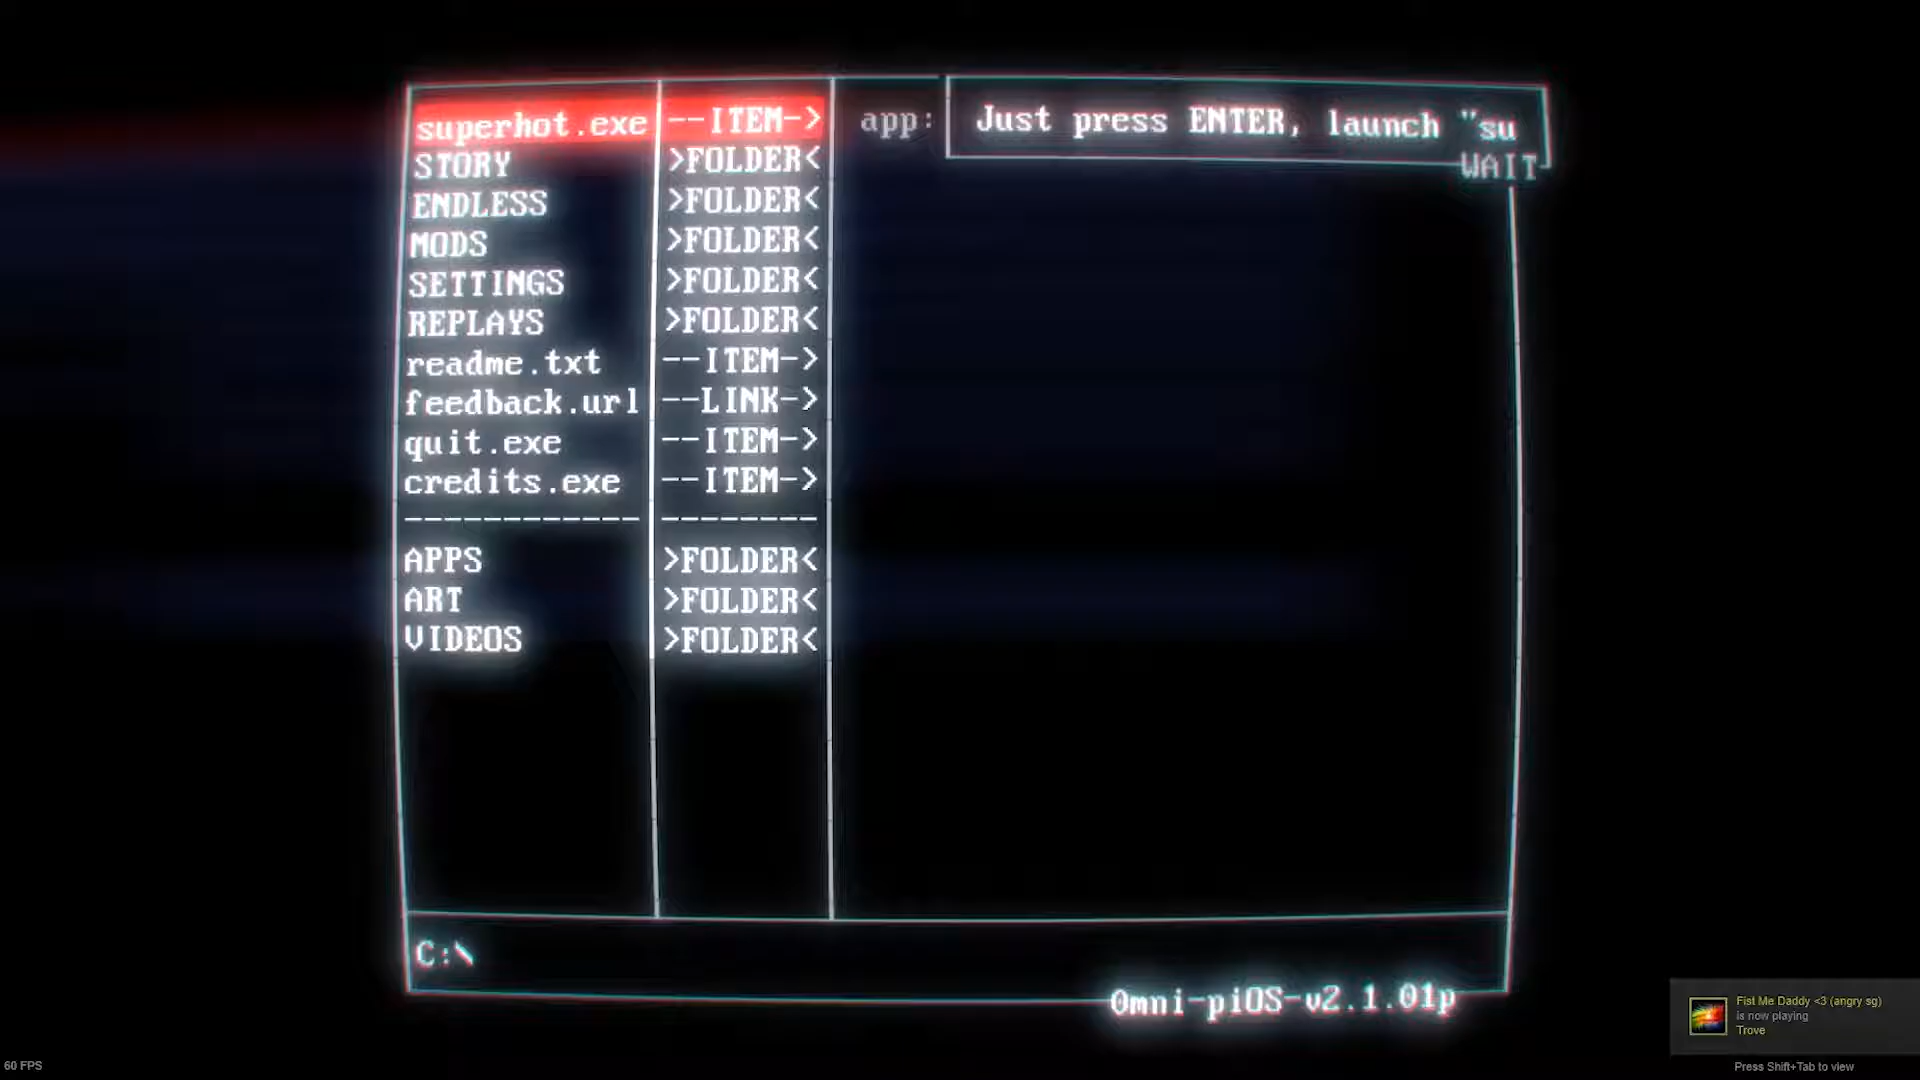 superhot.exe --ITEM-> app: Just press ENTER, launch "su
WAIT
STORY >FOLDER<
ENDLESS >FOLDER<
MODS >FOLDER<
SETTINGS >FOLDER<
REPLAYS >FOLDER<
readme.txt --ITEM->
feedback.url --LINK->
quit.exe --ITEM->
credits.exe --ITEM->
------------ --------
APPS >FOLDER<
ART >FOLDER<
VIDEOS >FOLDER<
C:\
Omni-piOS-v2.1.01p
Fist Me Daddy <3 (angry sg)
is now playing
Trove
Press Shift+Tab to view
60 FPS